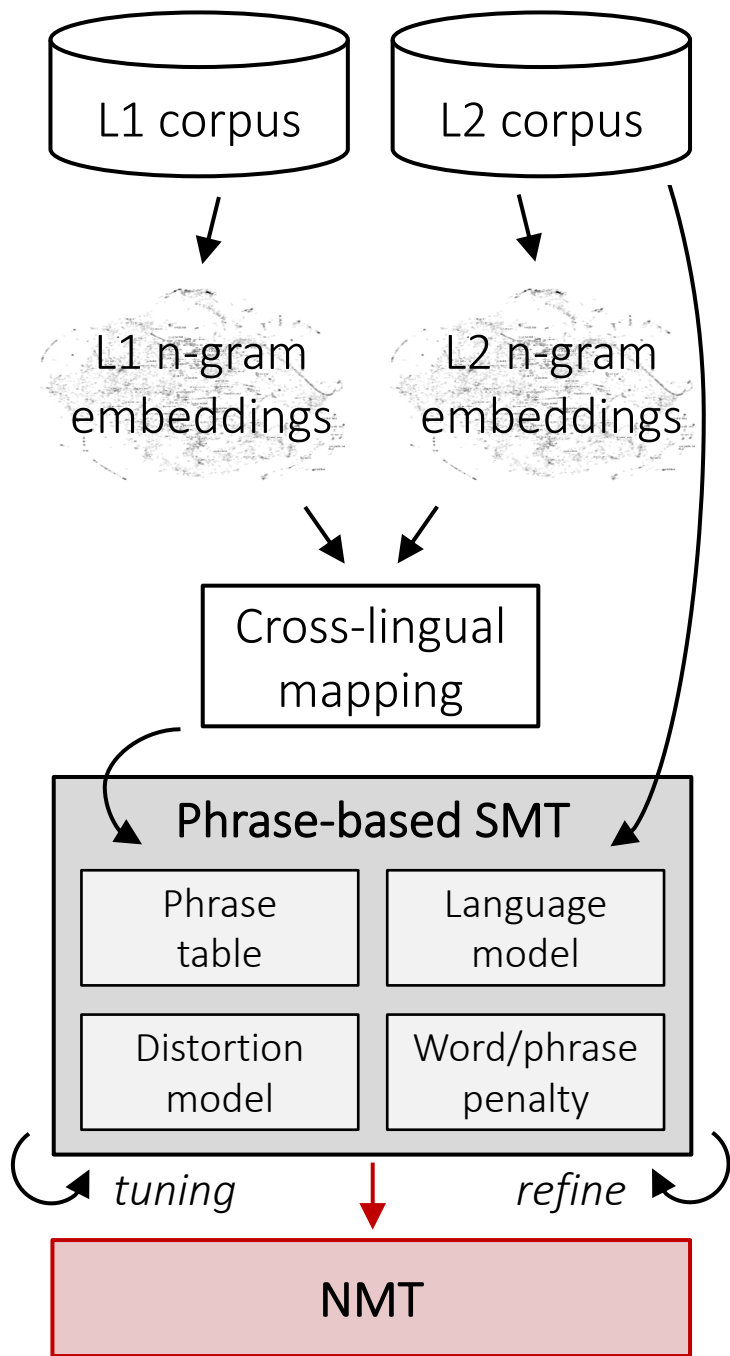 L1 corpus
L2 corpus
L1 n-gram
embeddings
L2 n-gram
embeddings
Cross-lingual
mapping
Phrase-based SMT
Phrase
table
Language
model
Distortion
model
Word/phrase
penalty
tuning
refine
NMT